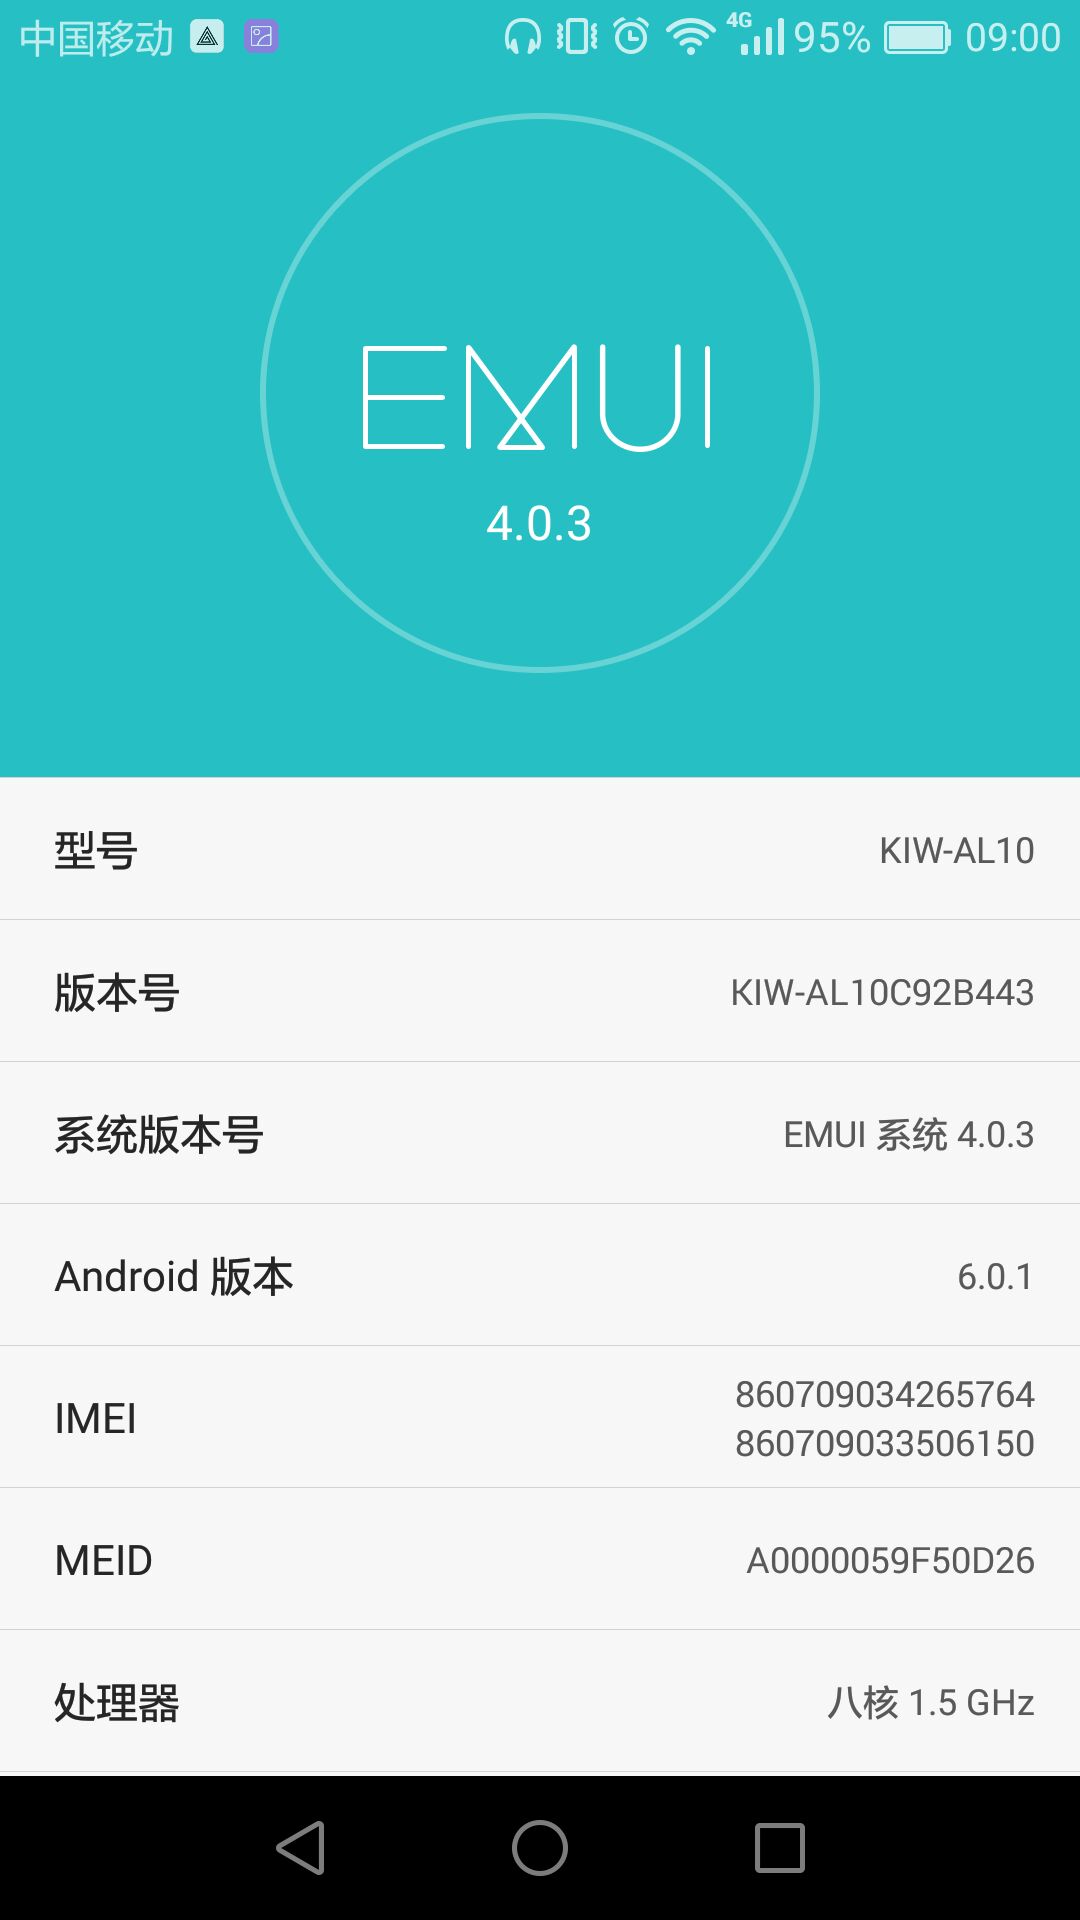 中国移动 4G 95% 09:00
EMUI
4.0.3
型号 KIW-AL10
版本号 KIW-AL10C92B443
系统版本号 EMUI 系统 4.0.3
Android 版本 6.0.1
IMEI 860709034265764
860709033506150
MEID A0000059F50D26
处理器 八核 1.5 GHz